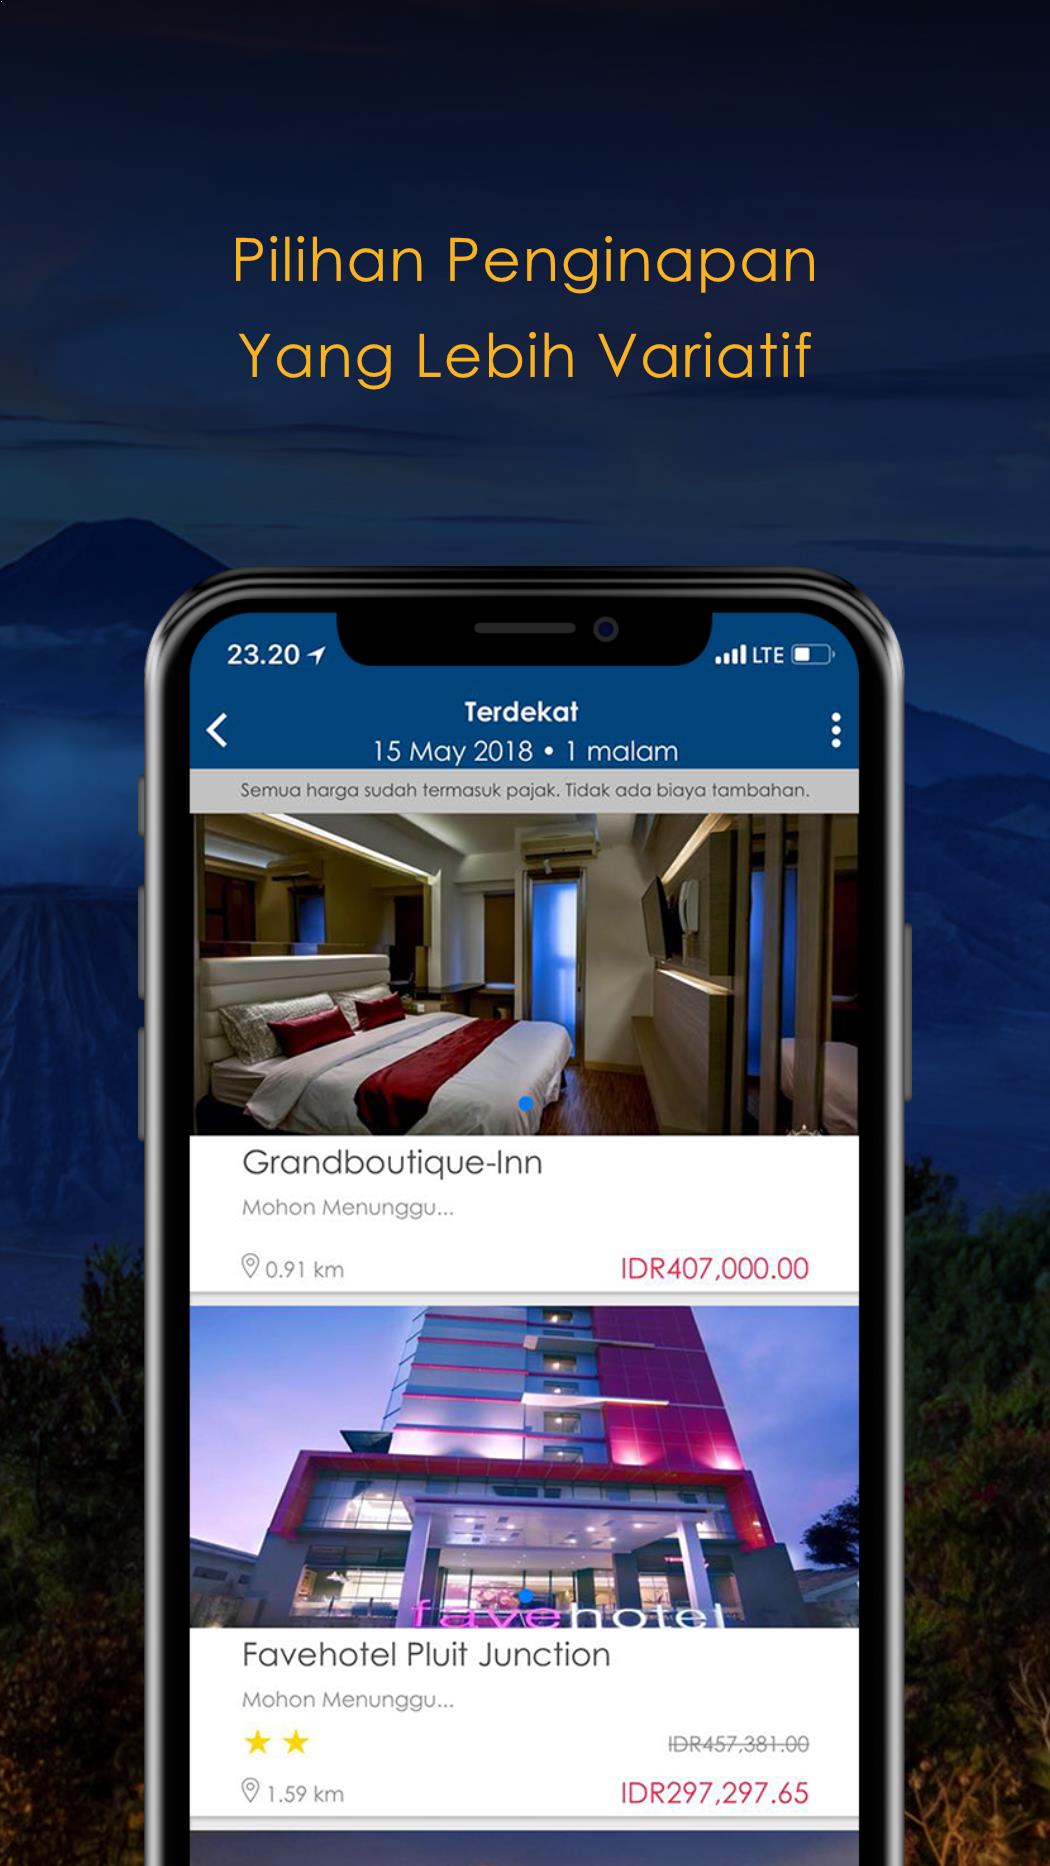 Pilihan Penginapan
Yang Lebih Variatif
23.20 LTE
Terdekat
15 May 2018 • 1 malam
Semua harga sudah termasuk pajak. Tidak ada biaya tambahan.
Grandboutique-Inn
Mohon Menunggu...
0.91 km IDR407,000.00
favehotel
Favehotel Pluit Junction
Mohon Menunggu...
IDR457,381.00
1.59 km IDR297,297.65